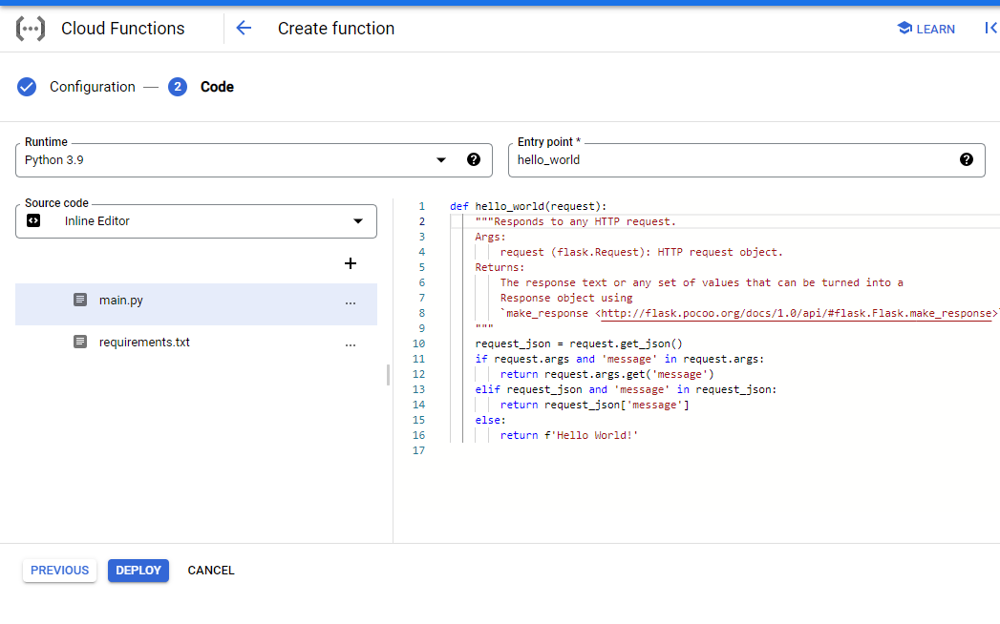 Cloud Functions
Create function
LEARN
Configuration
2
Code
Runtime
Python 3.9
Entry point *
hello_world
Source code
Inline Editor
main.py
requirements.txt
1 def hello_world(request):
2 """Responds to any HTTP request.
3 Args:
4 request (flask.Request): HTTP request object.
5 Returns:
6 The response text or any set of values that can be turned into a
7 Response object using
8 `make_response <http://flask.pocoo.org/docs/1.0/api/#flask.Flask.make_response>`
9 """
10 request_json = request.get_json()
11 if request.args and 'message' in request.args:
12 return request.args.get('message')
13 elif request_json and 'message' in request_json:
14 return request_json['message']
15 else:
16 return f'Hello World!'
17
PREVIOUS
DEPLOY
CANCEL